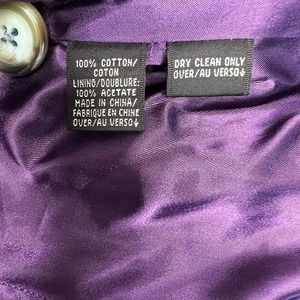 100% COTTON/
COTON
LINING/DOUBLURE:
100% ACETATE
MADE IN CHINA/
FABRIQUE EN CHINE
OVER/AU VERSO↓
DRY CLEAN ONLY
OVER/AU VERSO↓